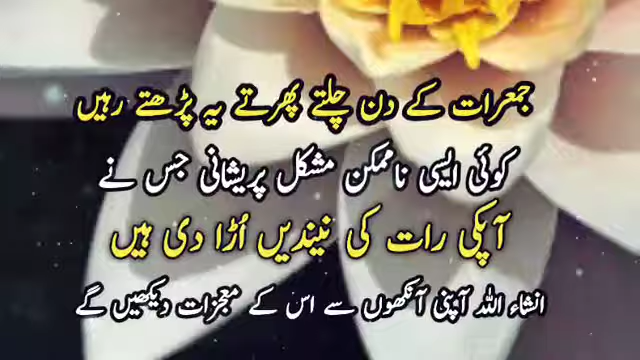 جمعرات کے دن چلتے پھرتے یہ پڑھتے رہیں
کوئی ایسی ناممکن مشکل پریشانی جس نے
آپکی رات کی نیندیں اُڑا دی ہیں
انشاء اللہ آپنی آنکھوں سے اس کے معجزات دیکھیں گے